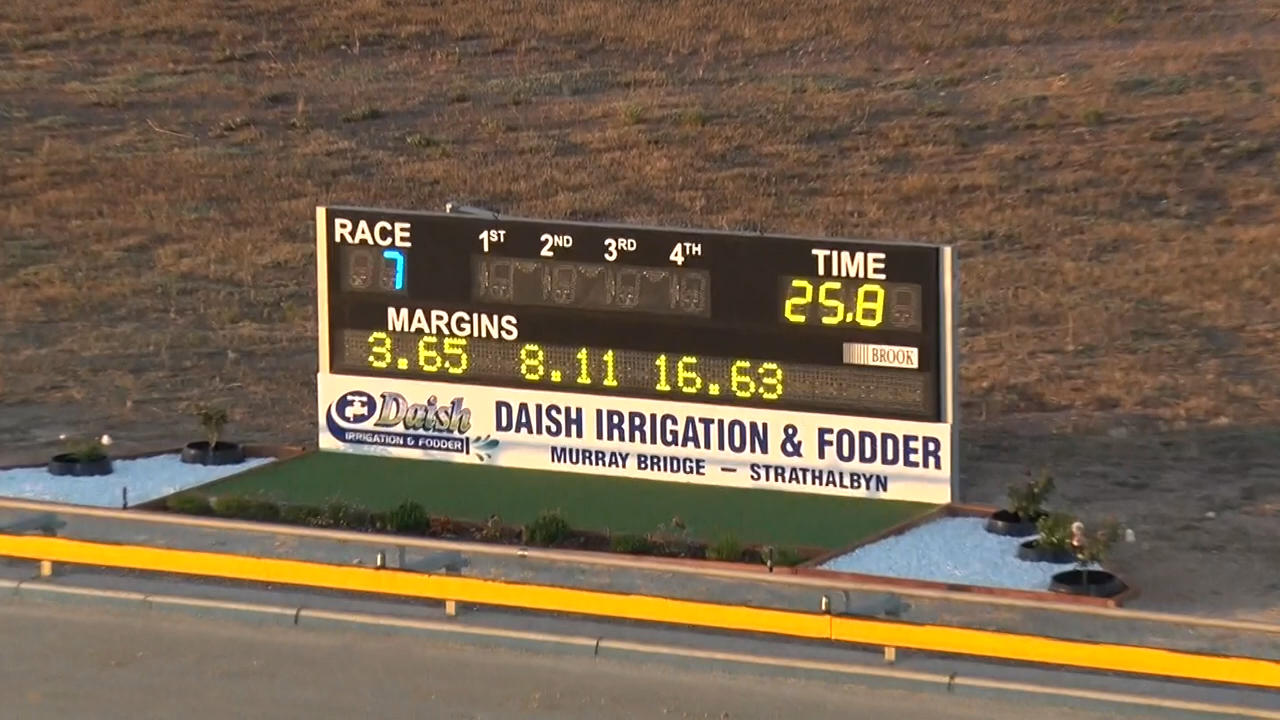 RACE 1ST 2ND 3RD 4TH TIME
7 25.8
MARGINS
BROOK
3.65 8.11 16.63
Daish
IRRIGATION & FODDER
DAISH IRRIGATION & FODDER
MURRAY BRIDGE – STRATHALBYN